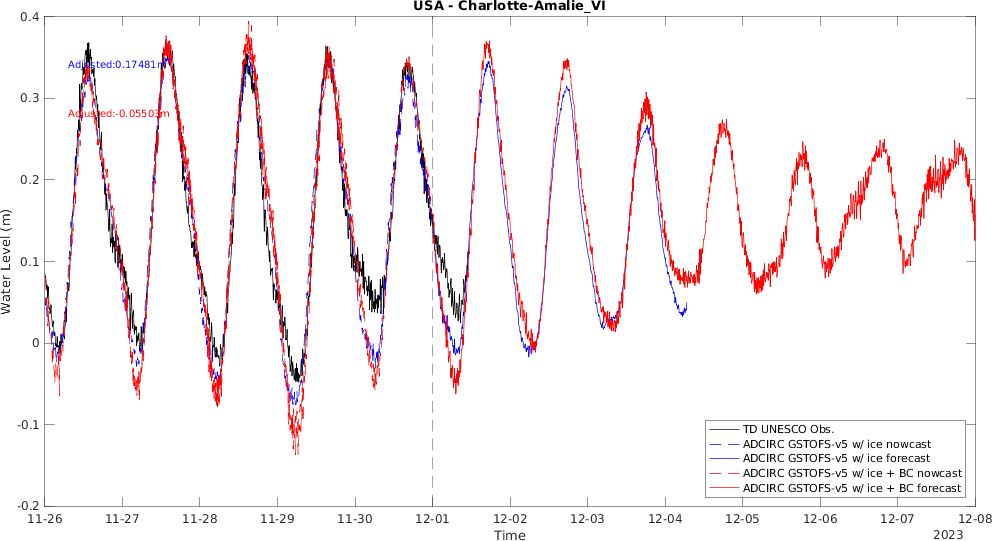 USA - Charlotte-Amalie_VI
0.4
Adjusted:0.17481m
0.3
Adjusted:-0.05503m
0.2
Water Level (m)
0.1
0
-0.1
TD UNESCO Obs.
ADCIRC GSTOFS-v5 w/ ice nowcast
ADCIRC GSTOFS-v5 w/ ice forecast
ADCIRC GSTOFS-v5 w/ ice + BC nowcast
ADCIRC GSTOFS-v5 w/ ice + BC forecast
-0.2
11-26 11-27 11-28 11-29 11-30 12-01 12-02 12-03 12-04 12-05 12-06 12-07 12-08
Time
2023